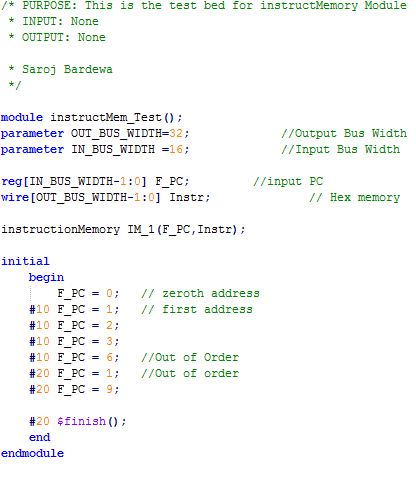 /* PURPOSE: This is the test bed for instructMemory Module
 * INPUT: None
 * OUTPUT: None

 * Saroj Bardewa
 */

module instructMem_Test();
parameter OUT_BUS_WIDTH=32;             //Output Bus Width
parameter IN_BUS_WIDTH =16;             //Input Bus Width

reg[IN_BUS_WIDTH-1:0] F_PC;         //input PC
wire[OUT_BUS_WIDTH-1:0] Instr;              // Hex memory

instructionMemory IM_1(F_PC,Instr);

initial
    begin
        F_PC = 0;   // zeroth address
    #10 F_PC = 1;   // first address
    #10 F_PC = 2;
    #10 F_PC = 3;
    #10 F_PC = 6;   //Out of Order
    #20 F_PC = 1;   //Out of order
    #20 F_PC = 9;

    #20 $finish();
    end
endmodule